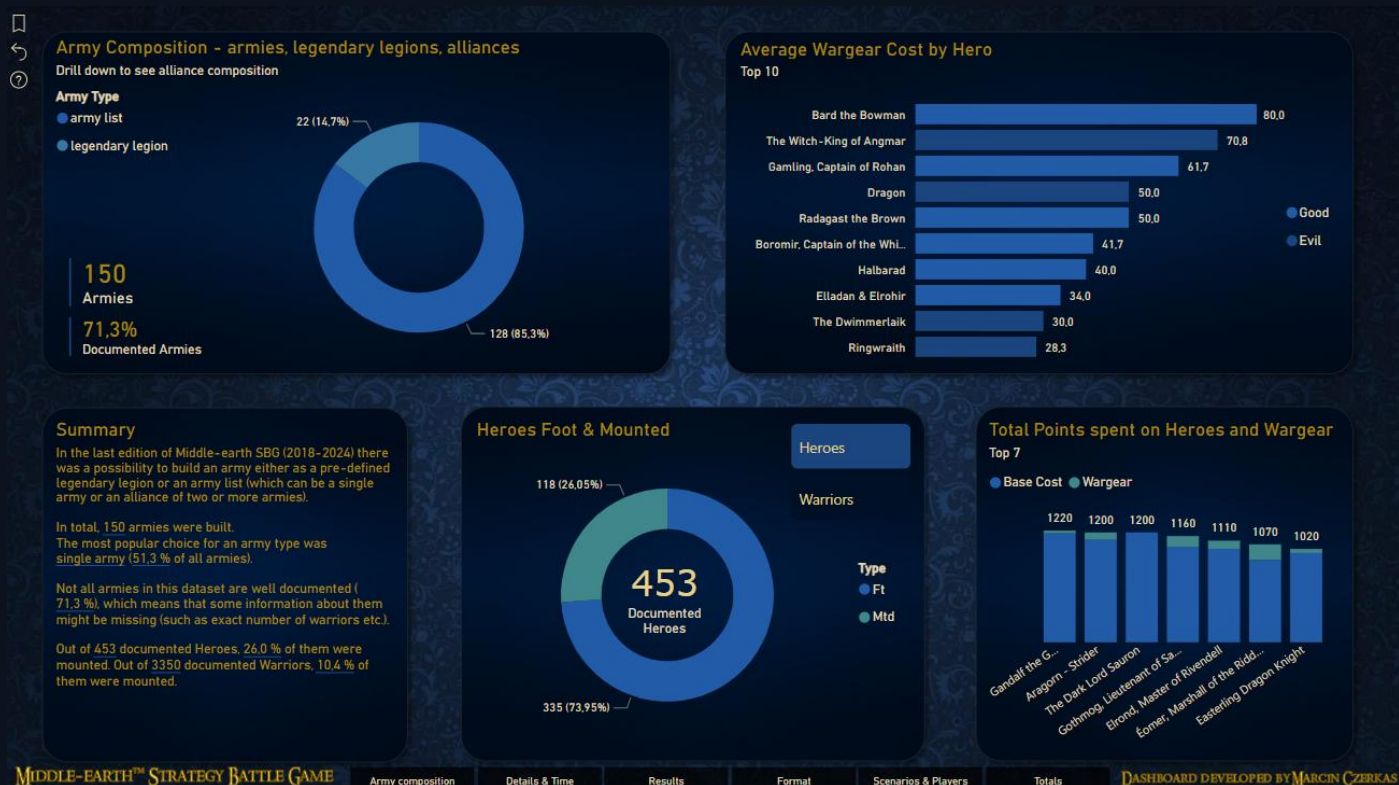 Army Composition - armies, legendary legions, alliances
Drill down to see alliance composition
Army Type
army list
legendary legion
22 (14,7%)
128 (85,3%)
150
Armies
71,3%
Documented Armies
Average Wargear Cost by Hero
Top 10
Bard the Bowman 80,0
The Witch-King of Angmar 70,8
Gamling, Captain of Rohan 61,7
Dragon 50,0
Radagast the Brown 50,0
Boromir, Captain of the Whi... 41,7
Halbarad 40,0
Elladan & Elrohir 34,0
The Dwimmerlaik 30,0
Ringwraith 28,3
Good
Evil
Summary
In the last edition of Middle-earth SBG (2018-2024) there
was a possibility to build an army either as a pre-defined
legendary legion or an army list (which can be a single
army or an alliance of two or more armies).
In total, 150 armies were built.
The most popular choice for an army type was
single army (51,3 % of all armies).
Not all armies in this dataset are well documented (
71,3 %), which means that some information about them
might be missing (such as exact number of warriors etc.).
Out of 453 documented Heroes, 26,0 % of them were
mounted. Out of 3350 documented Warriors, 10,4 % of
them were mounted.
Heroes Foot & Mounted
Heroes
Warriors
118 (26,05%)
453
Documented
Heroes
335 (73,95%)
Type
Ft
Mtd
Total Points spent on Heroes and Wargear
Top 7
Base Cost Wargear
1220 1200 1200 1160 1110 1070 1020
Gandalf the G...
Aragorn - Strider
The Dark Lord Sauron
Gothmog, Lieutenant of Sa...
Elrond, Master of Rivendell
Éomer, Marshall of the Ridd...
Easterling Dragon Knight
MIDDLE-EARTH™ STRATEGY BATTLE GAME
Army composition
Details & Time
Results
Format
Scenarios & Players
Totals
DASHBOARD DEVELOPED BY MARCIN CZERKAS